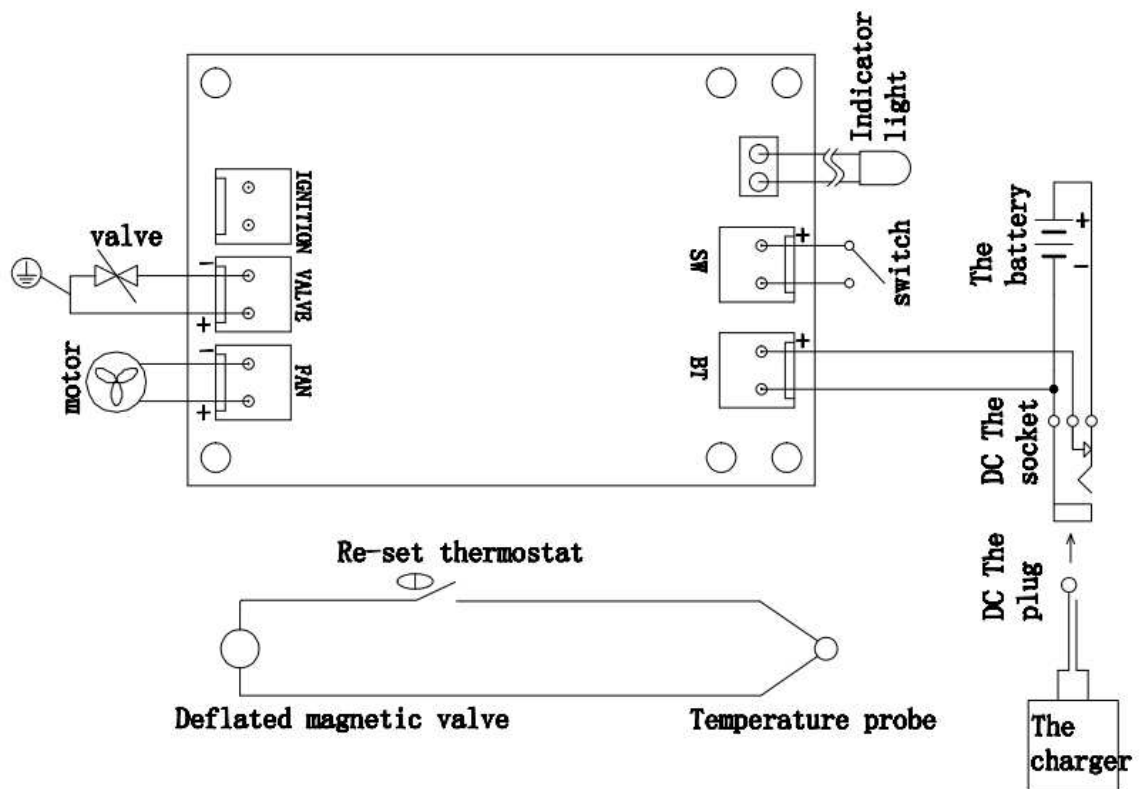 Indicator
light
IGNITION
valve
-
VALVE
+
motor
-
FAN
+
SW
+
switch
BT
+
The
battery
+
-
DC The
socket
DC The
plug
The
charger
Re-set thermostat
Deflated magnetic valve
Temperature probe